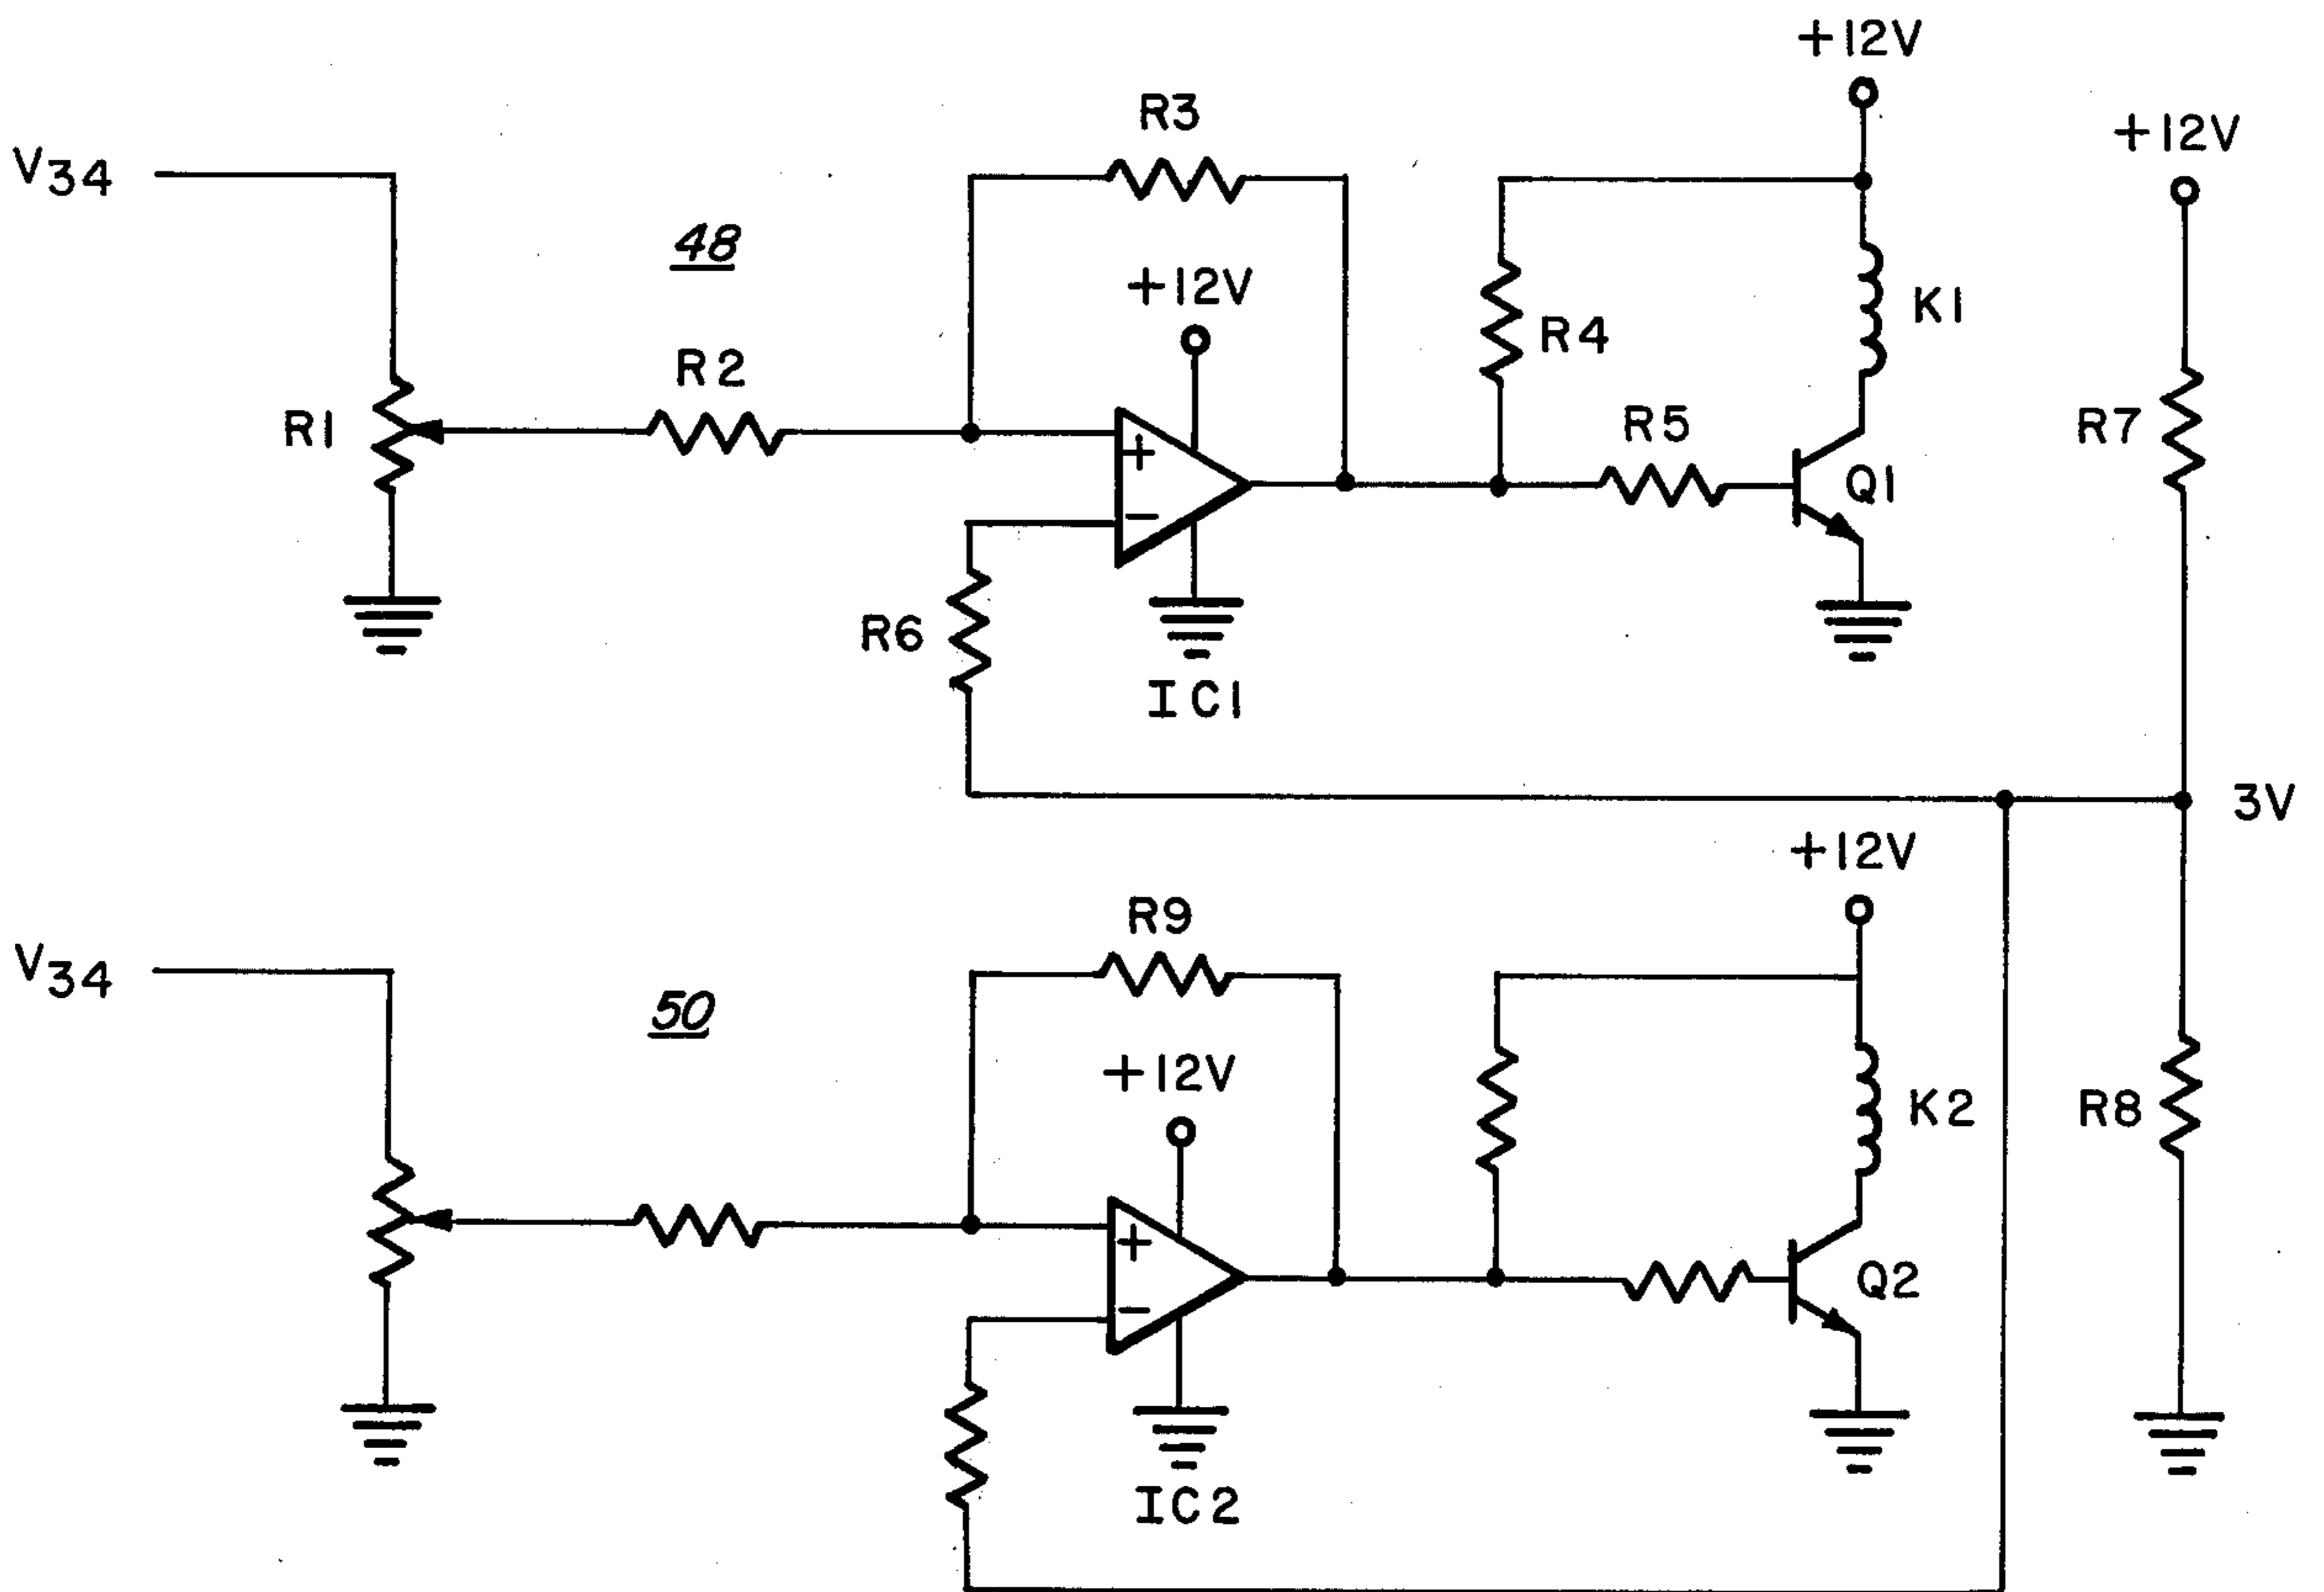 +12V
R3
+12V
V34
48
+12V
K1
R4
R2
R1
R5
R7
+
Q1
−
R6
IC1
3V
+12V
R9
V34
50
+12V
K2
R8
+
Q2
−
IC2